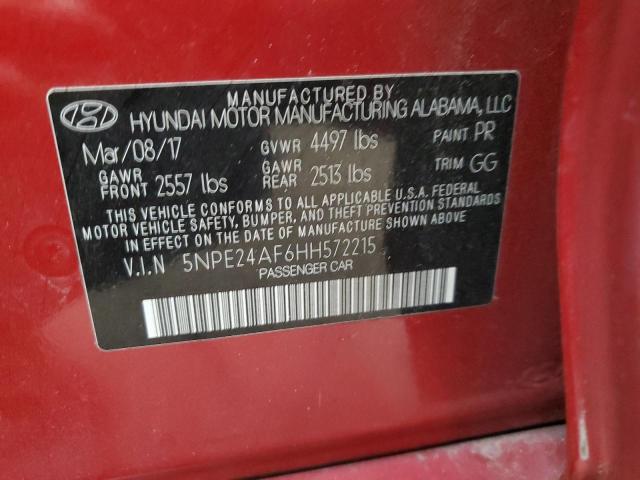 MANUFACTURED BY
HYUNDAI MOTOR MANUFACTURING ALABAMA, LLC
Mar/08/17 GVWR 4497 lbs PAINT PR
GAWR FRONT 2557 lbs GAWR REAR 2513 lbs TRIM GG
THIS VEHICLE CONFORMS TO ALL APPLICABLE U.S.A. FEDERAL
MOTOR VEHICLE SAFETY, BUMPER, AND THEFT PREVENTION STANDARDS
IN EFFECT ON THE DATE OF MANUFACTURE SHOWN ABOVE.
V.I.N 5NPE24AF6HH572215
PASSENGER CAR